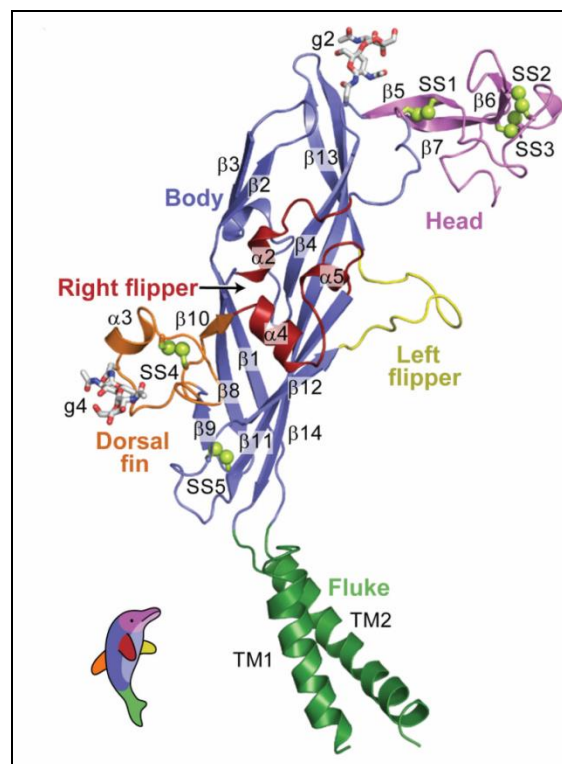 g2
β5
SS1
β6
SS2
β3
β13
β7
SS3
β2
Body
Head
β4
α2
α5
Right flipper
α3
β10
α4
Left
flipper
β1
SS4
β8
β12
g4
Dorsal
fin
β9
β11
β14
SS5
Fluke
TM2
TM1